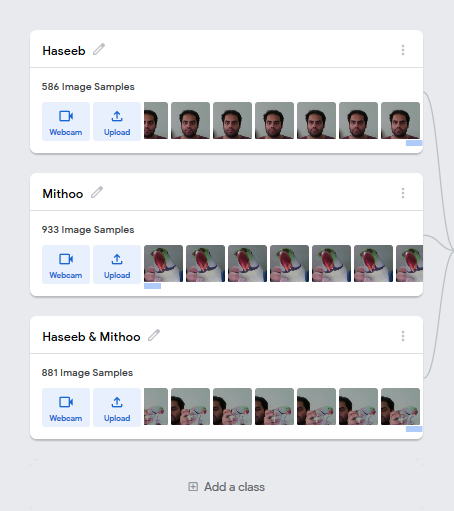 Haseeb
586 Image Samples
Webcam Upload
Mithoo
933 Image Samples
Webcam Upload
Haseeb & Mithoo
881 Image Samples
Webcam Upload
Add a class